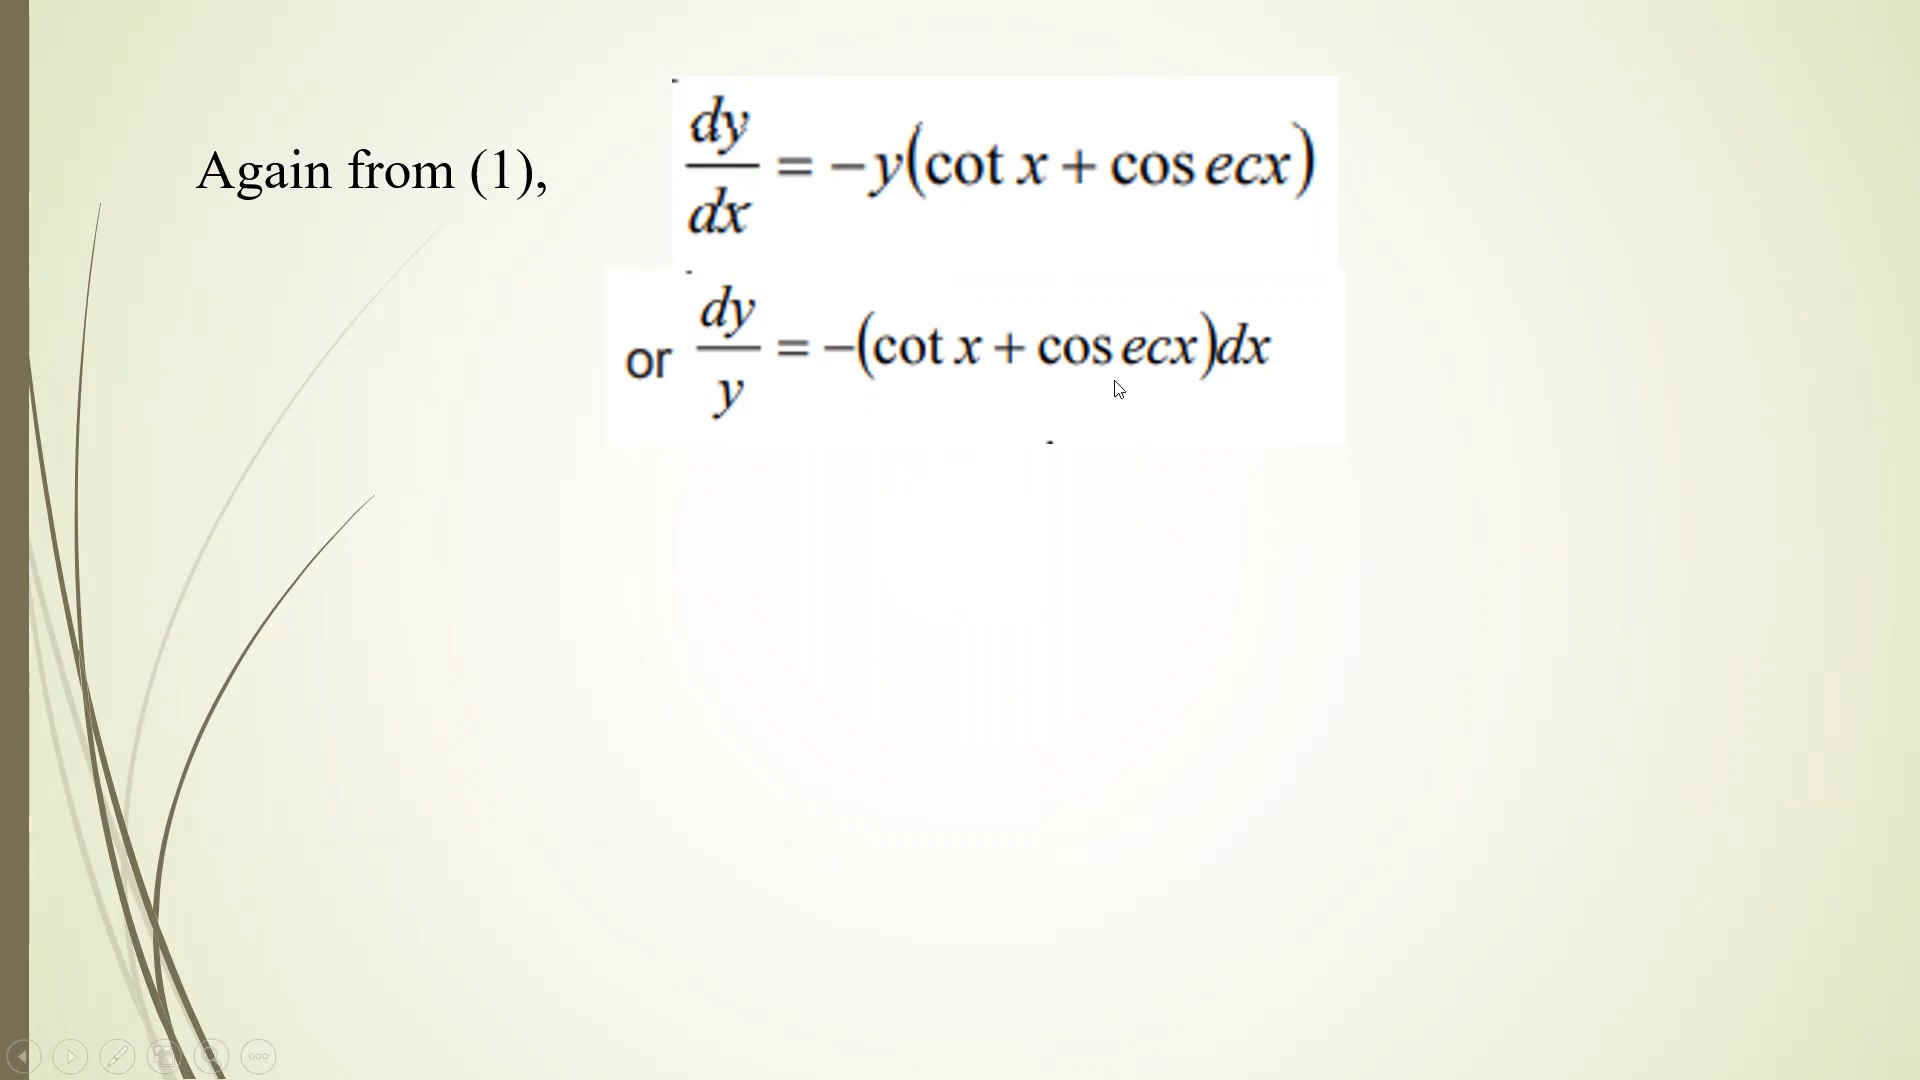 Again from (1),
dy/dx = −y(cot x + cos ecx)
or dy/y = −(cot x + cos ecx)dx